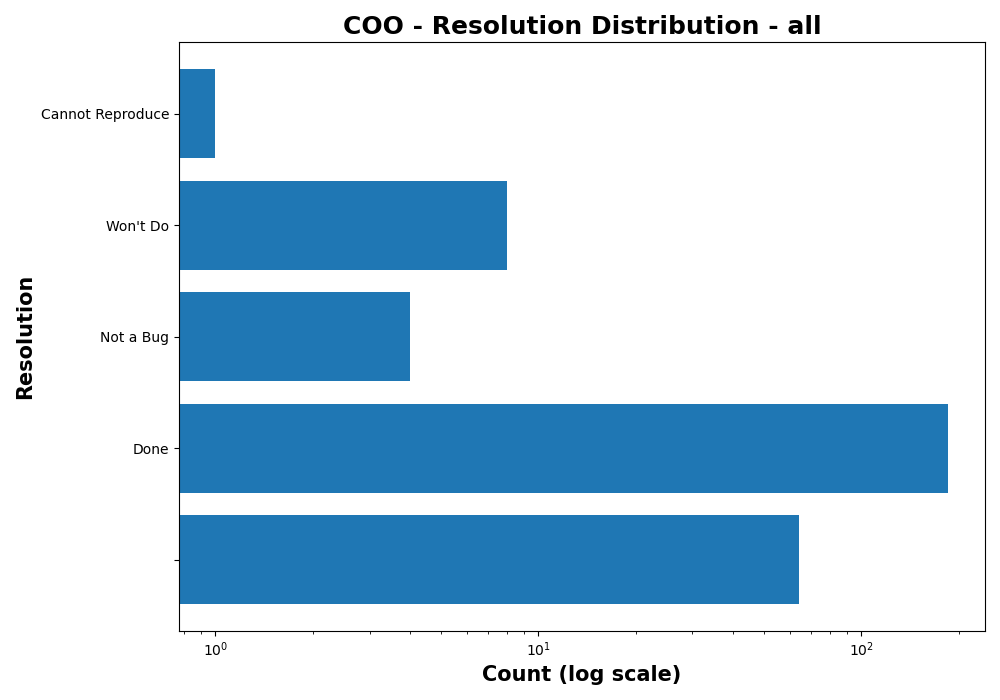 COO - Resolution Distribution - all
Cannot Reproduce
Won't Do
Not a Bug
Done
Resolution
10⁰
10¹
10²
Count (log scale)